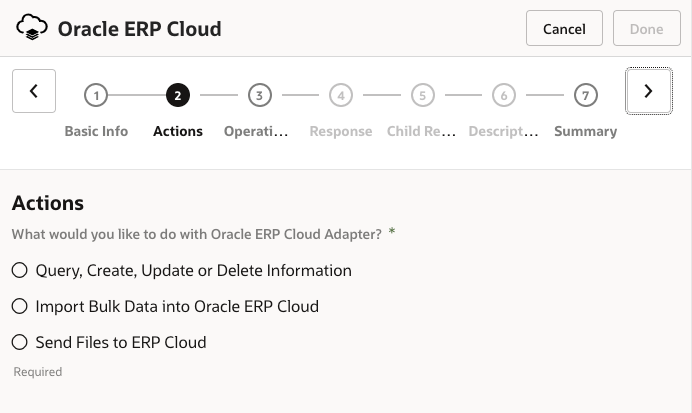 Oracle ERP Cloud
Cancel
Done
1 2 3 4 5 6 7
Basic Info Actions Operati... Response Child Re... Descript... Summary
Actions
What would you like to do with Oracle ERP Cloud Adapter? *
Query, Create, Update or Delete Information
Import Bulk Data into Oracle ERP Cloud
Send Files to ERP Cloud
Required